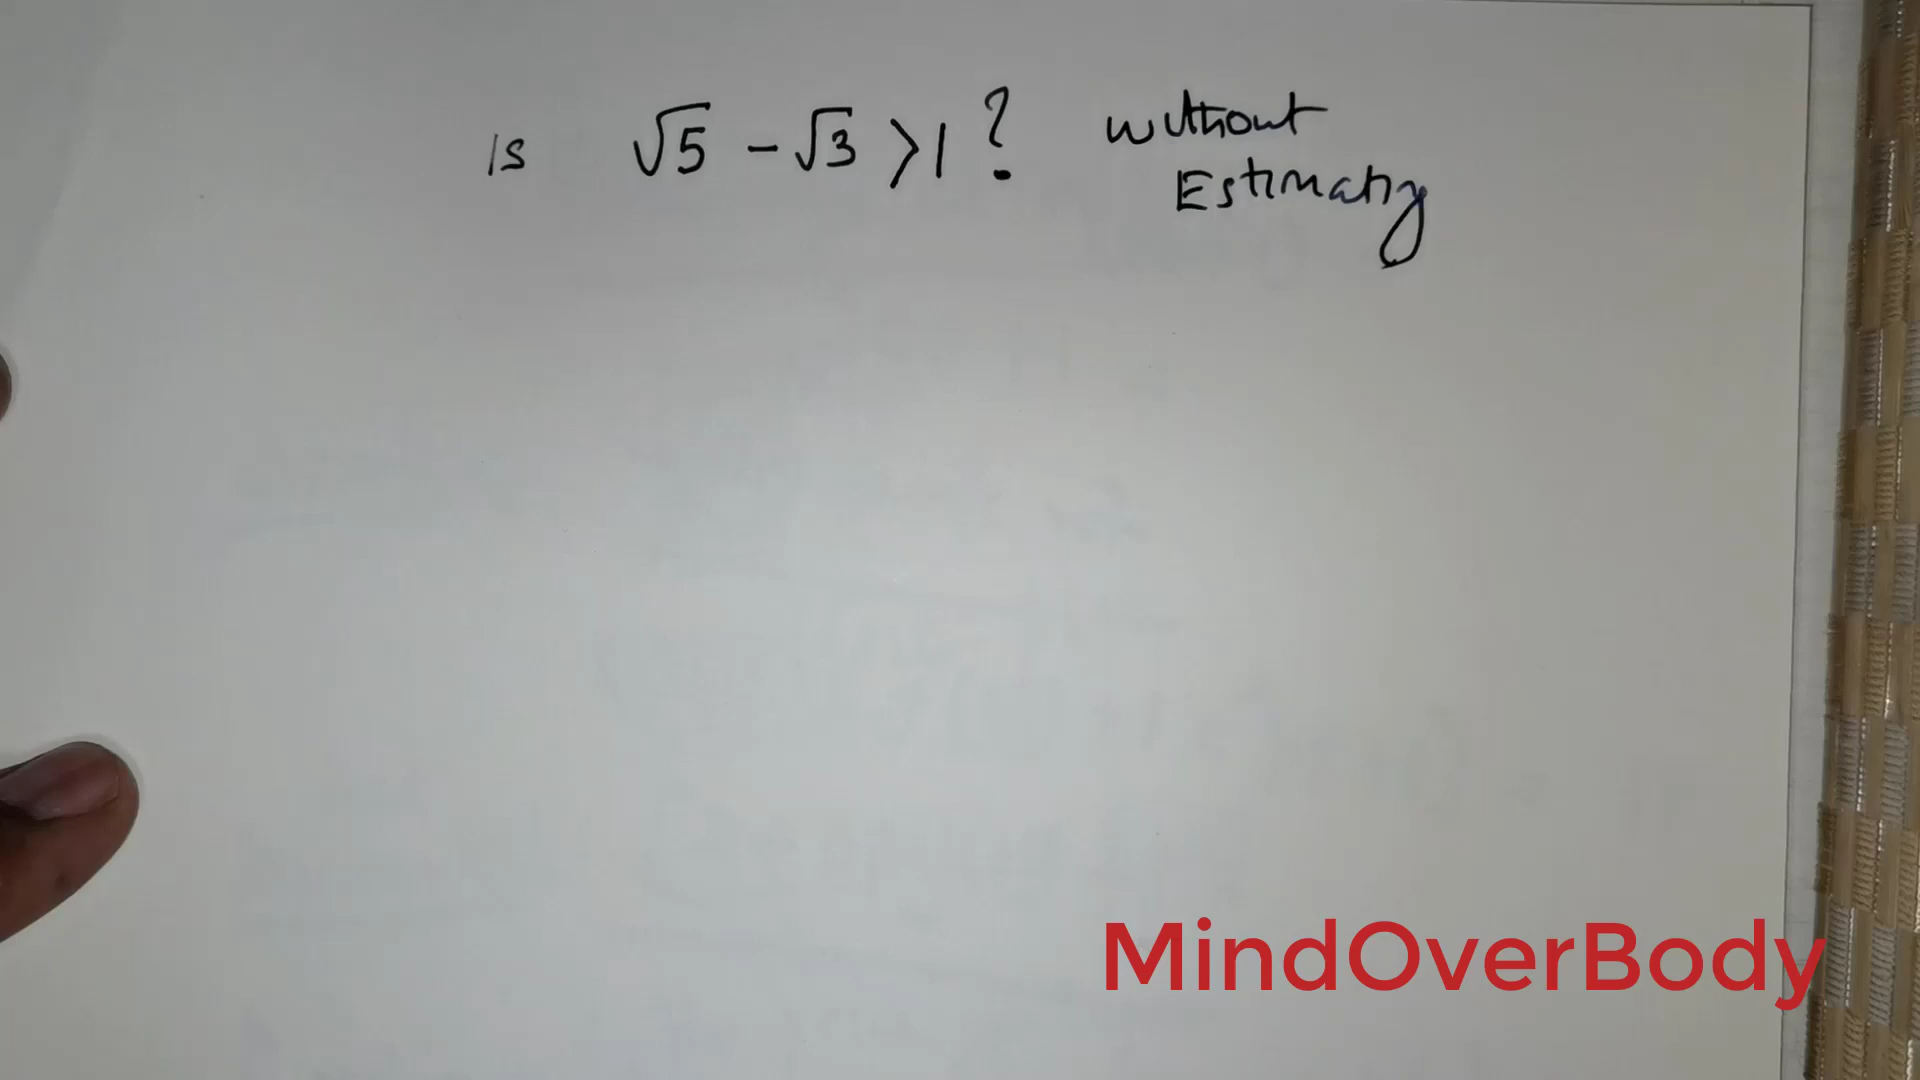 is √5 - √3 > 1 ? without
Estimating
MindOverBody